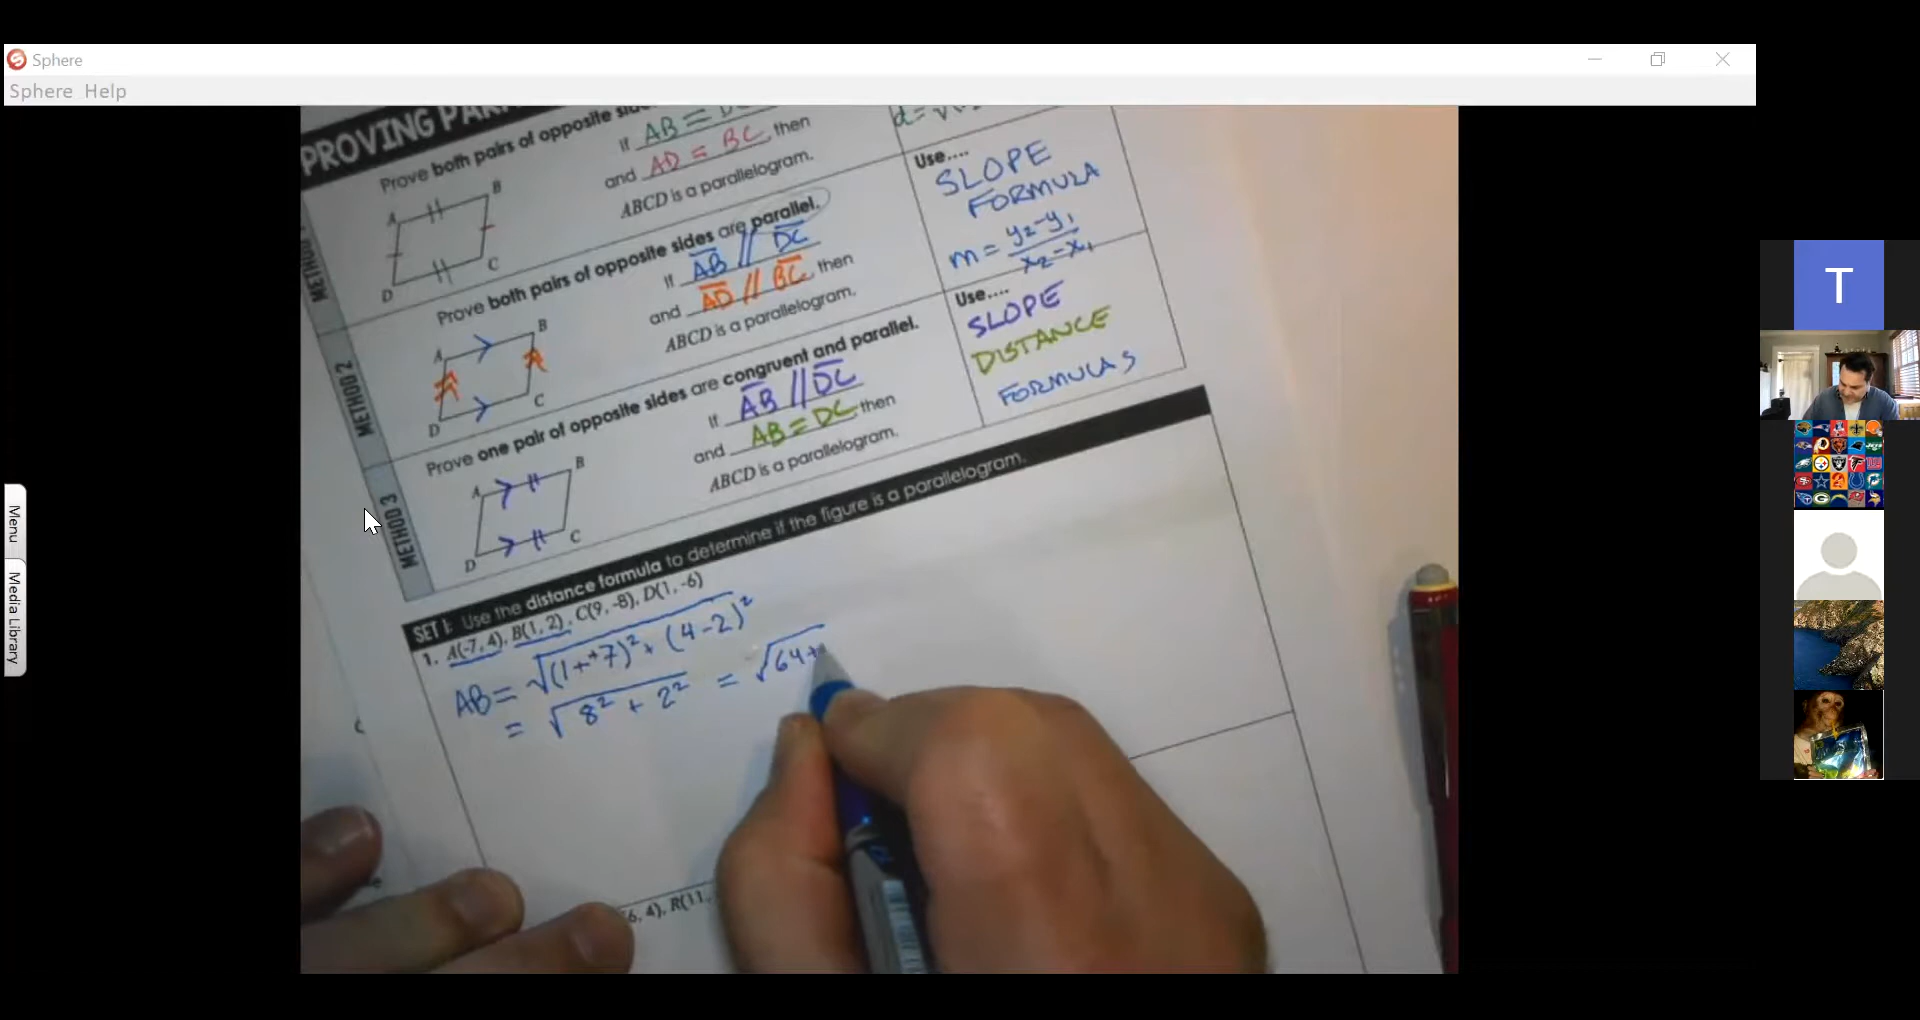 Sphere
Sphere Help
Menu
Media Library
PROVING PAR
Prove both pairs of opposite sid
If AB = DC
and AD = BC, then
ABCD is a parallelogram.
A B C D
d = √(
METHOD 2
Prove both pairs of opposite sides are parallel.
If AB // DC
and AD // BC, then
ABCD is a parallelogram.
A B C D
Use....
SLOPE
FORMULA
m = y₂-y₁ / x₂-x₁
METHOD 3
Prove one pair of opposite sides are congruent and parallel.
If AB // DC
and AB = DC then
ABCD is a parallelogram.
A B C D
Use....
SLOPE
DISTANCE
FORMULAS
SET I: Use the distance formula to determine if the figure is a parallelogram.
1. A(-7, 4), B(1, 2), C(9, -8), D(1, -6)
AB = √(1+⁺7)² + (4-2)²
= √8² + 2² = √64+
6, 4), R(11,
T